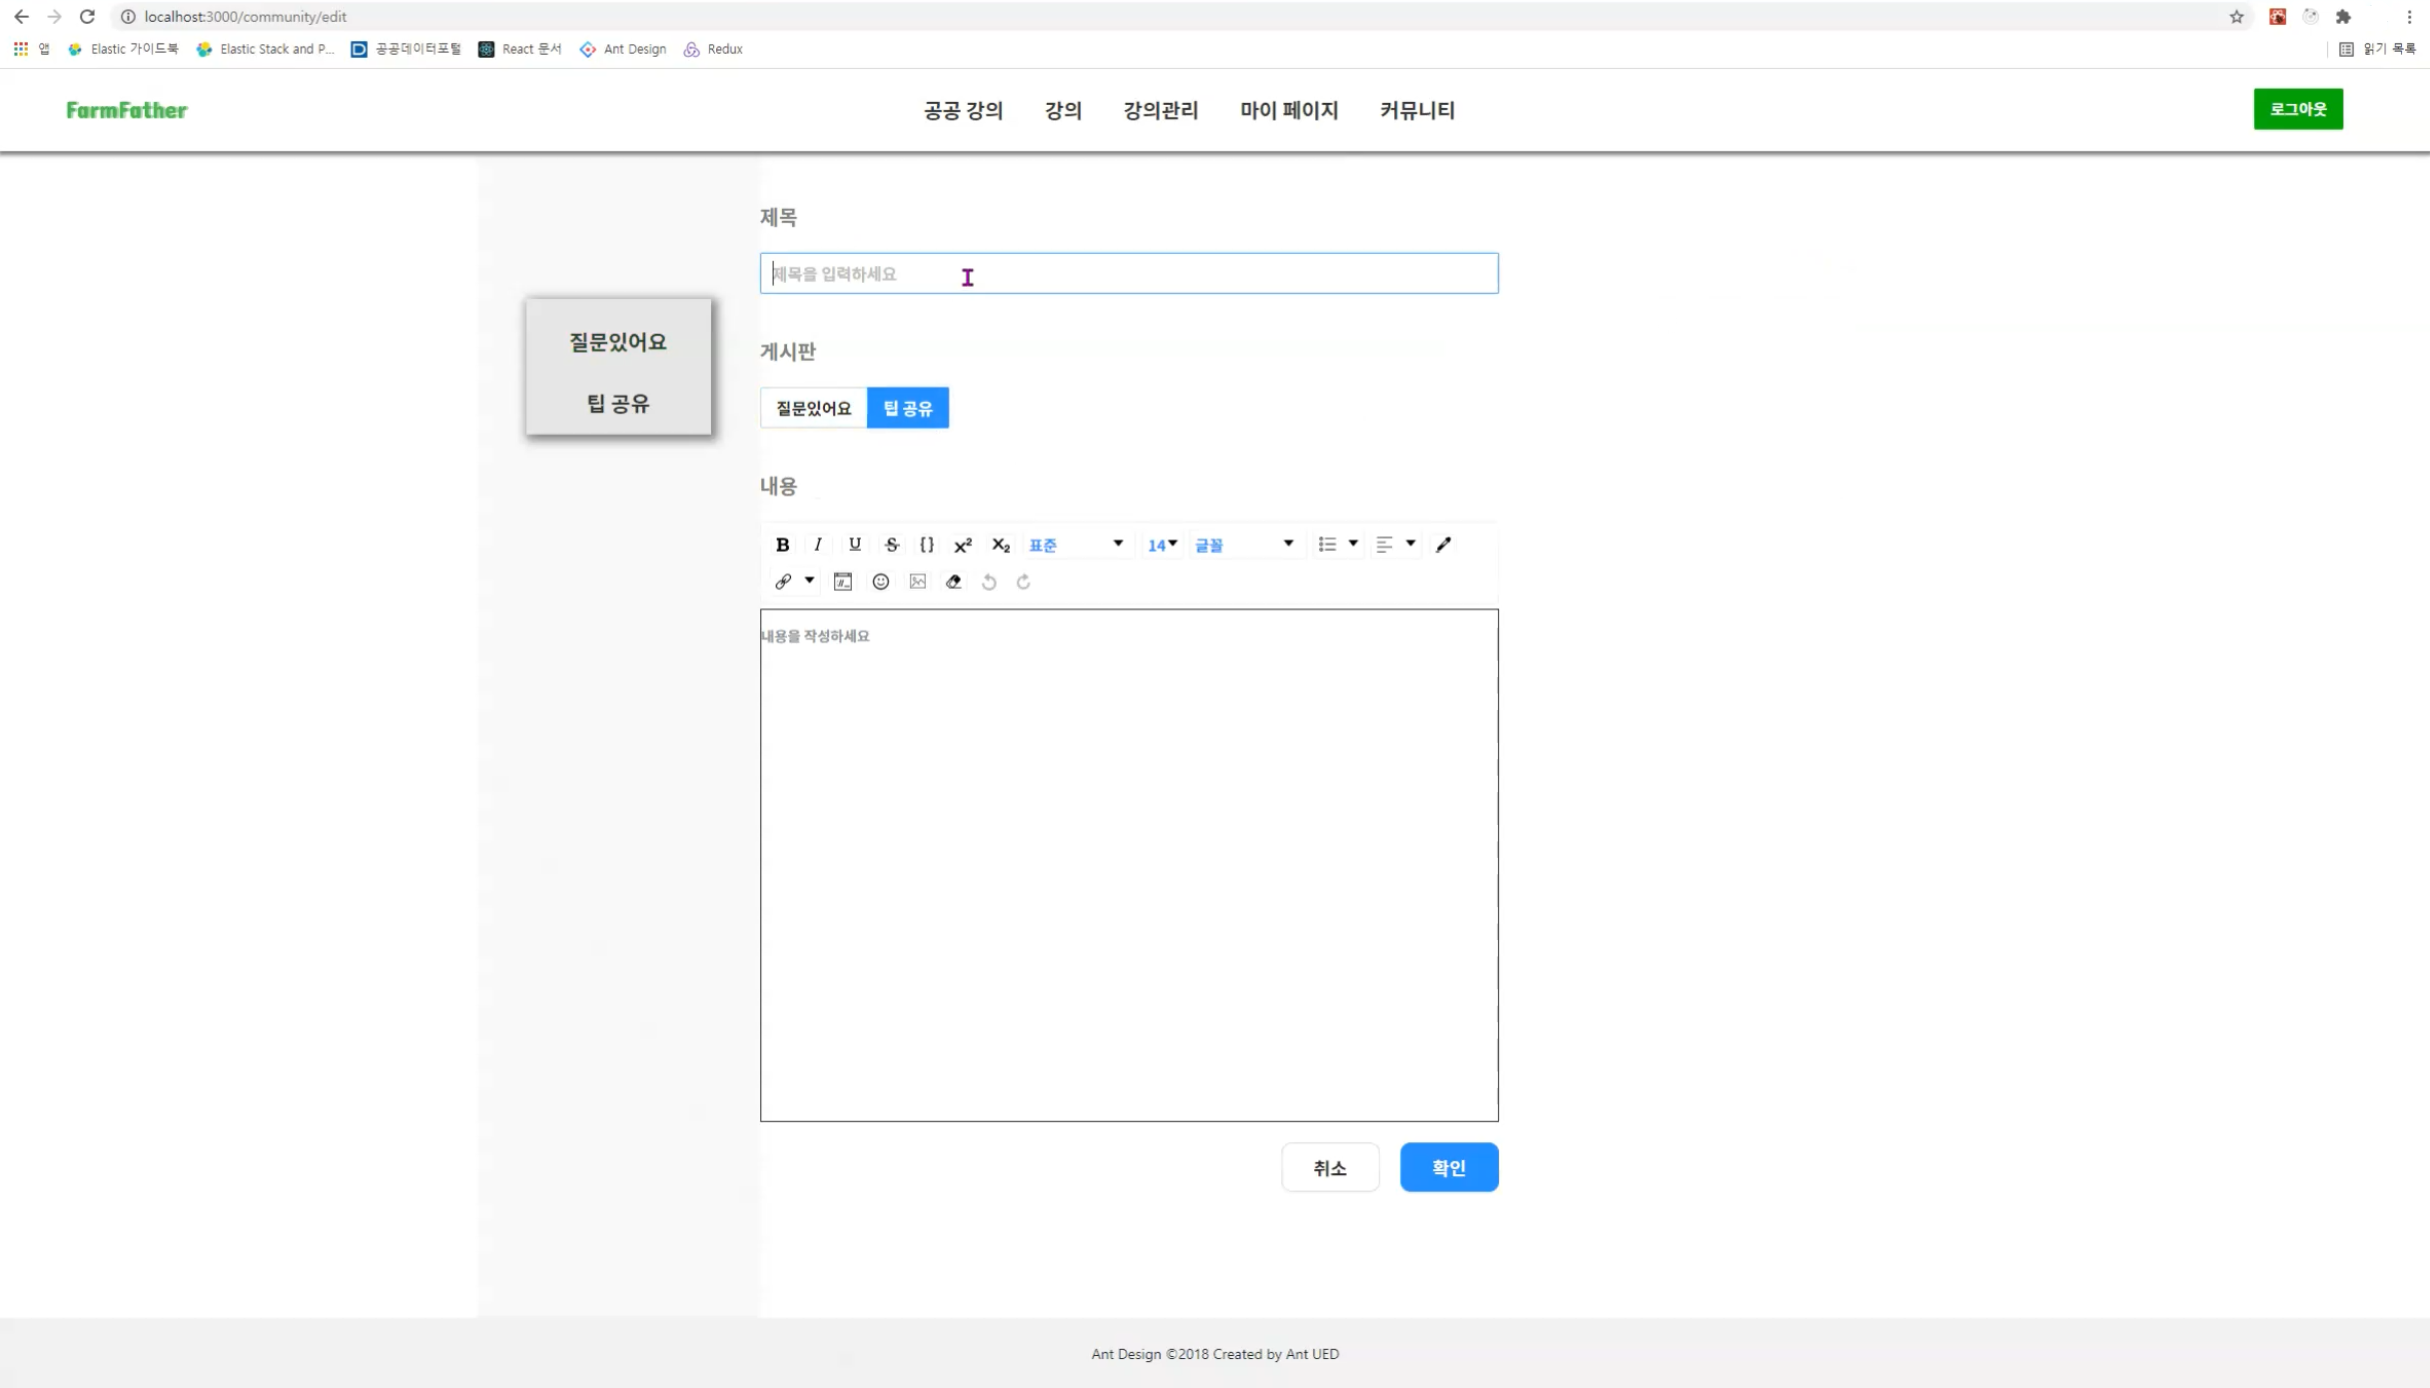 localhost:3000/community/edit
앱 Elastic 가이드북 Elastic Stack and P... 공공데이터포털 React 문서 Ant Design Redux 읽기 목록
FarmFather 공공 강의 강의 강의관리 마이 페이지 커뮤니티 로그아웃
제목
제목을 입력하세요
질문있어요
팁 공유
게시판
질문있어요 팁 공유
내용
B I U S {} x² X₂ 표준 14 글꼴
내용을 작성하세요
취소 확인
Ant Design ©2018 Created by Ant UED